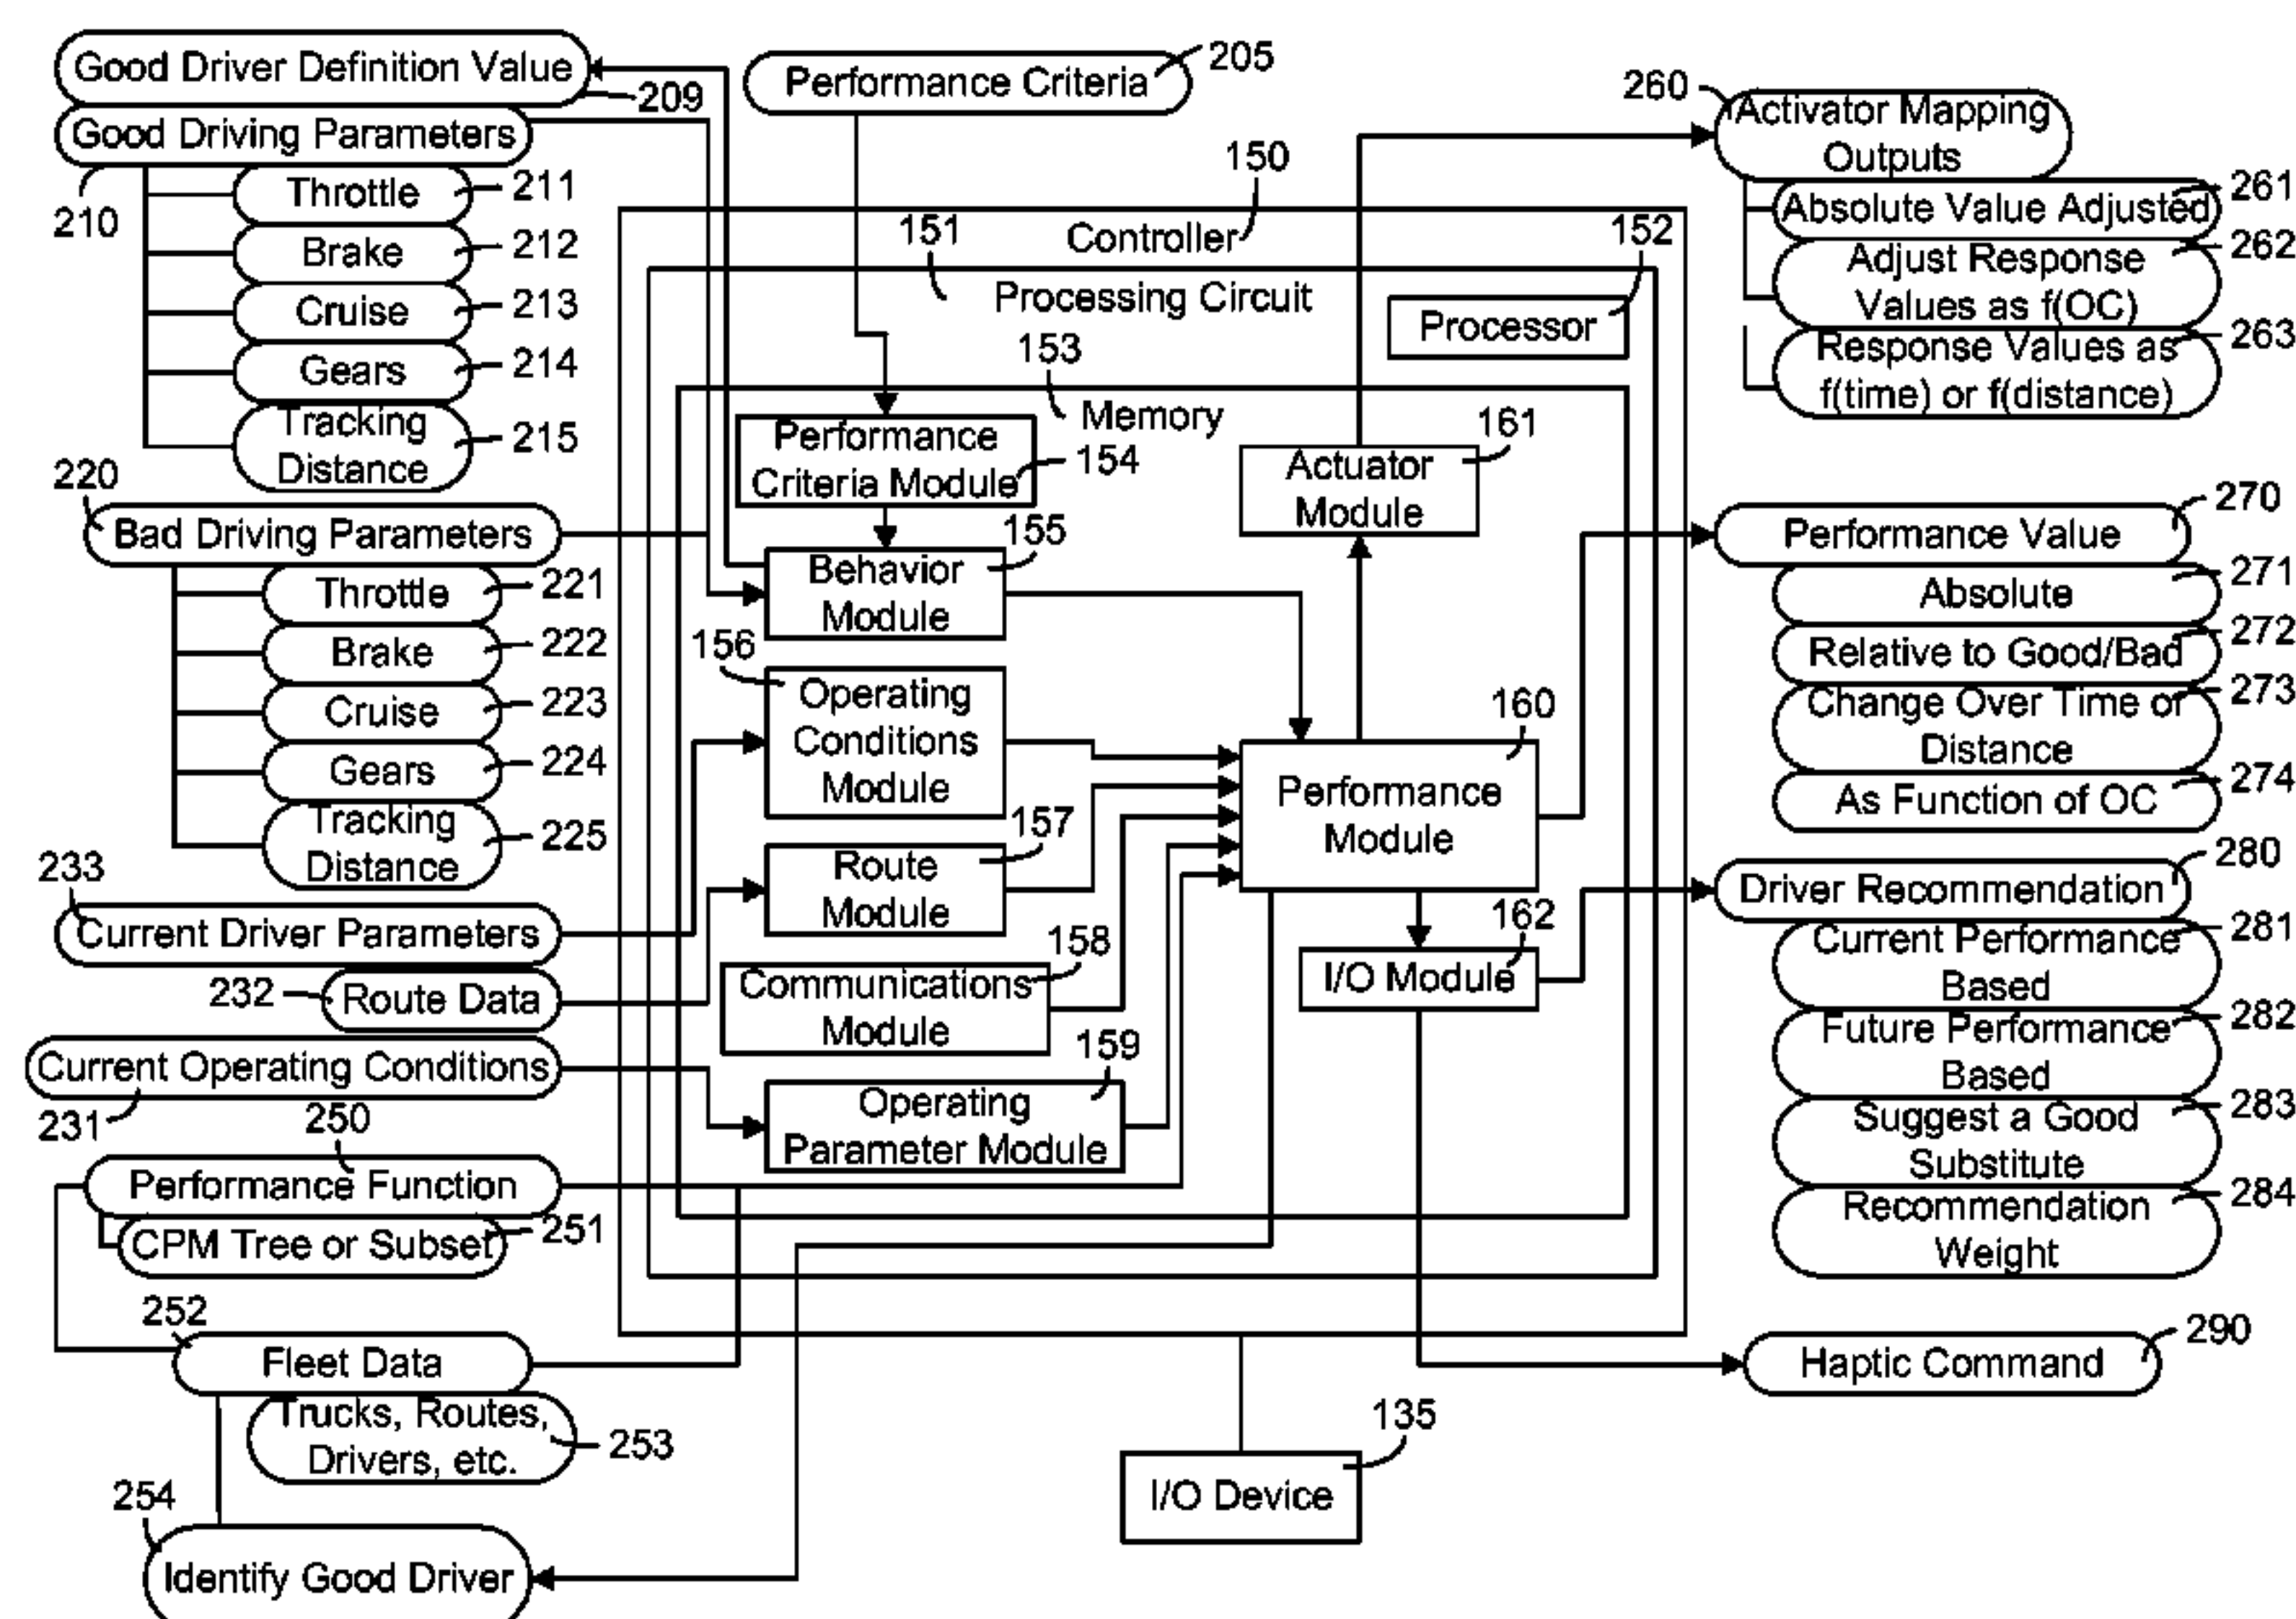 Good Driver Definition Value
209
Good Driving Parameters
210
Throttle
211
Brake
212
Cruise
213
Gears
214
Tracking
Distance
215
220
Bad Driving Parameters
Throttle
221
Brake
222
Cruise
223
Gears
224
Tracking
Distance
225
233
Current Driver Parameters
232
Route Data
Current Operating Conditions
231
250
Performance Function
CPM Tree or Subset
251
252
Fleet Data
Trucks, Routes,
Drivers, etc.
253
254
Identify Good Driver
Performance Criteria
205
150
Controller
151
Processing Circuit
152
Processor
153
Memory
Performance
Criteria Module
154
Behavior
Module
155
156
Operating
Conditions
Module
157
Route
Module
158
Communications
Module
159
Operating
Parameter Module
161
Actuator
Module
160
Performance
Module
162
I/O Module
135
I/O Device
260
Activator Mapping
Outputs
Absolute Value Adjusted
261
Adjust Response
Values as f(OC)
262
Response Values as
f(time) or f(distance)
263
270
Performance Value
Absolute
271
Relative to Good/Bad
272
Change Over Time or
Distance
273
As Function of OC
274
280
Driver Recommendation
Current Performance
Based
281
Future Performance
Based
282
Suggest a Good
Substitute
283
Recommendation
Weight
284
Haptic Command
290